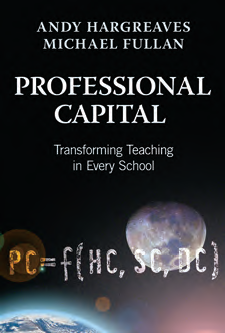 ANDY HARGREAVES
MICHAEL FULLAN
PROFESSIONAL
CAPITAL
Transforming Teaching
in Every School
PC=f(HC, SC, DC)